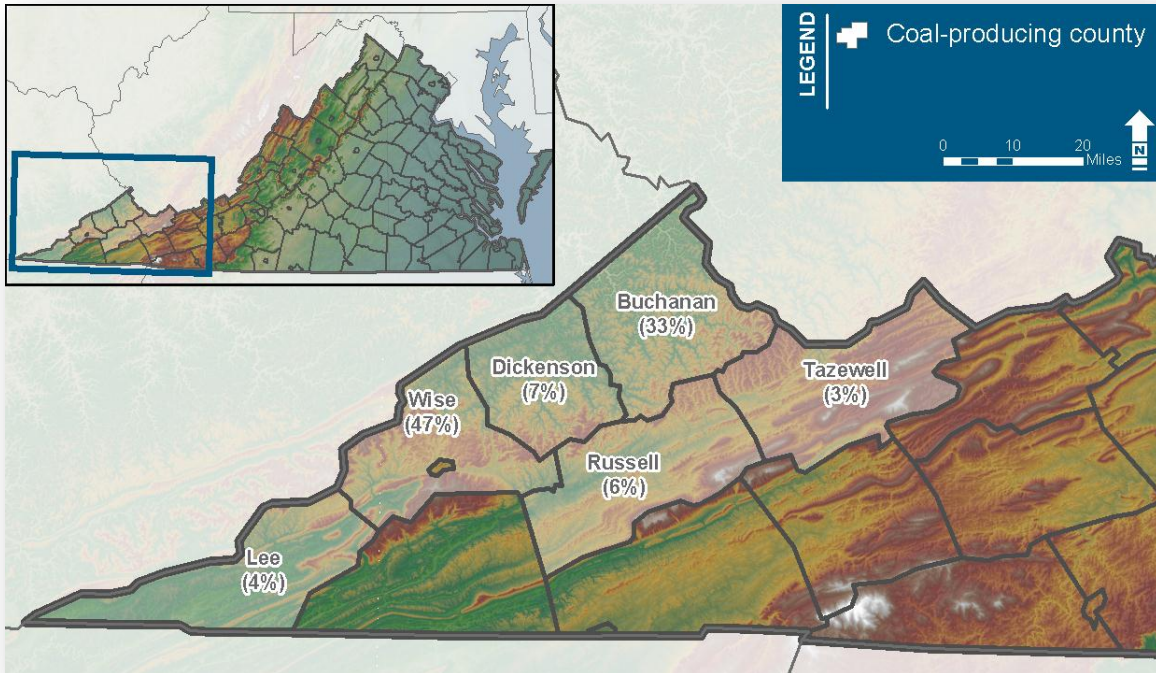 LEGEND
Coal-producing county
0 10 20
Miles
N
Buchanan
(33%)
Dickenson
(7%)
Tazewell
(3%)
Wise
(47%)
Russell
(6%)
Lee
(4%)